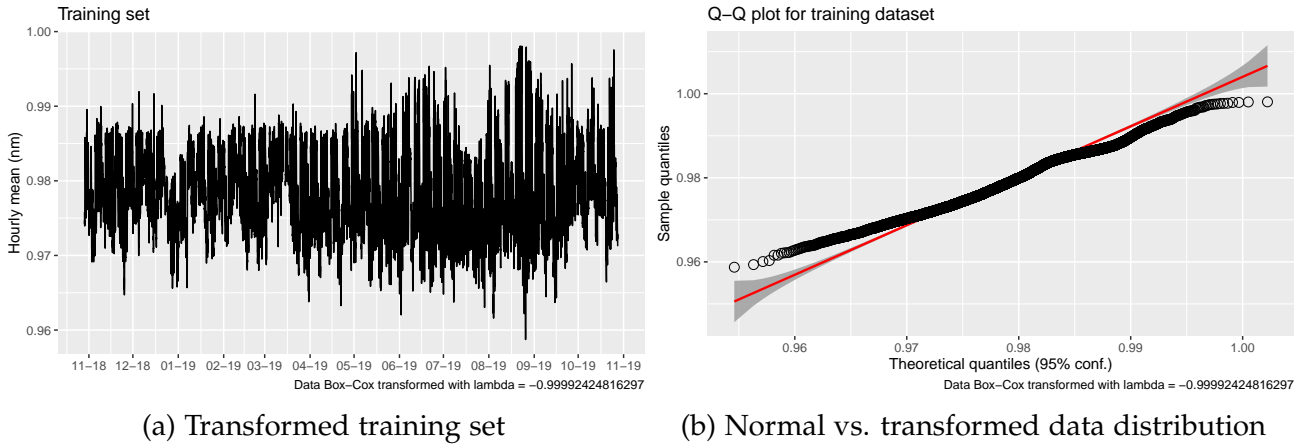 Training set
Hourly mean (nm)
1.00
0.99
0.98
0.97
0.96
11−18 12−18 01−19 02−19 03−19 04−19 05−19 06−19 07−19 08−19 09−19 10−19 11−19
Data Box−Cox transformed with lambda = −0.99992424816297
(a) Transformed training set
Q−Q plot for training dataset
Sample quantiles
1.00
0.98
0.96
0.96 0.97 0.98 0.99 1.00
Theoretical quantiles (95% conf.)
Data Box−Cox transformed with lambda = −0.99992424816297
(b) Normal vs. transformed data distribution